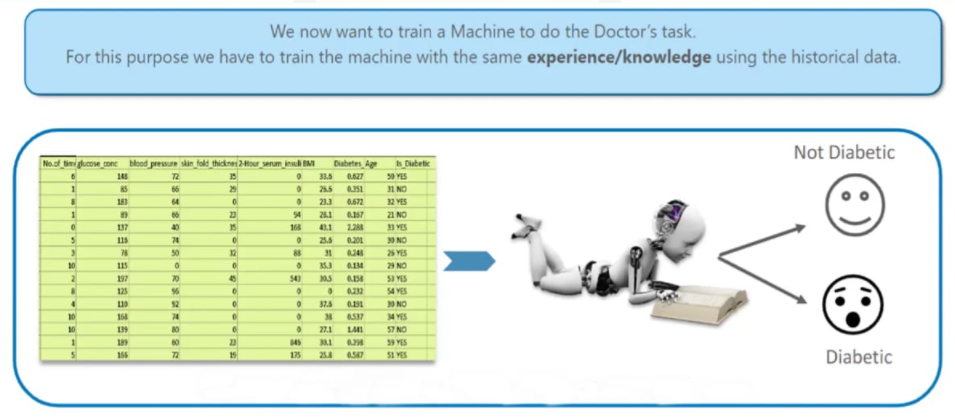 We now want to train a Machine to do the Doctor's task.
For this purpose we have to train the machine with the same experience/knowledge using the historical data.
No.of_time glucose_conc blood_pressure skin_fold_thicknes 2-Hour_serum_insuli BMI Diabetes_Age Is_Diabetic
6 148 72 35 0 33.6 0.627 50 YES
1 85 66 29 0 26.6 0.351 31 NO
8 183 64 0 0 23.3 0.672 32 YES
1 89 66 23 94 28.1 0.167 21 NO
0 137 40 35 168 43.1 2.288 33 YES
5 116 74 0 0 25.6 0.201 30 NO
3 78 50 32 88 31 0.248 26 YES
10 115 0 0 0 35.3 0.134 29 NO
2 197 70 45 543 30.5 0.158 53 YES
8 125 96 0 0 0 0.232 54 YES
4 110 92 0 0 37.6 0.191 30 NO
10 168 74 0 0 38 0.537 34 YES
10 139 80 0 0 27.1 1.441 57 NO
1 189 60 23 846 30.1 0.398 59 YES
5 166 72 19 175 25.8 0.587 51 YES
Not Diabetic
Diabetic